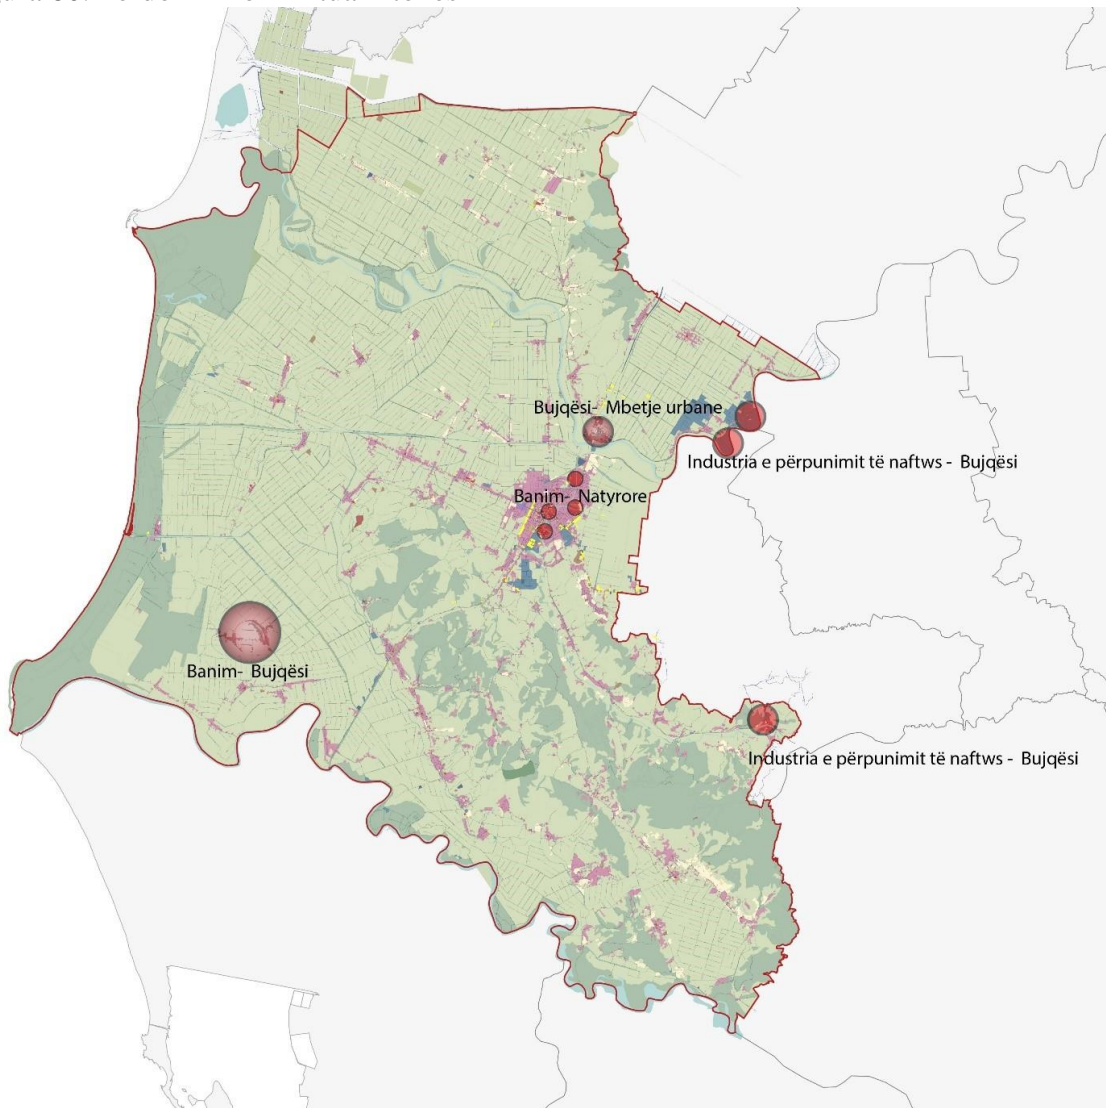 Bujqësi- Mbetje urbane
Industria e përpunimit të naftws - Bujqësi
Banim- Natyrore
Banim- Bujqësi
Industria e përpunimit të naftws - Bujqësi